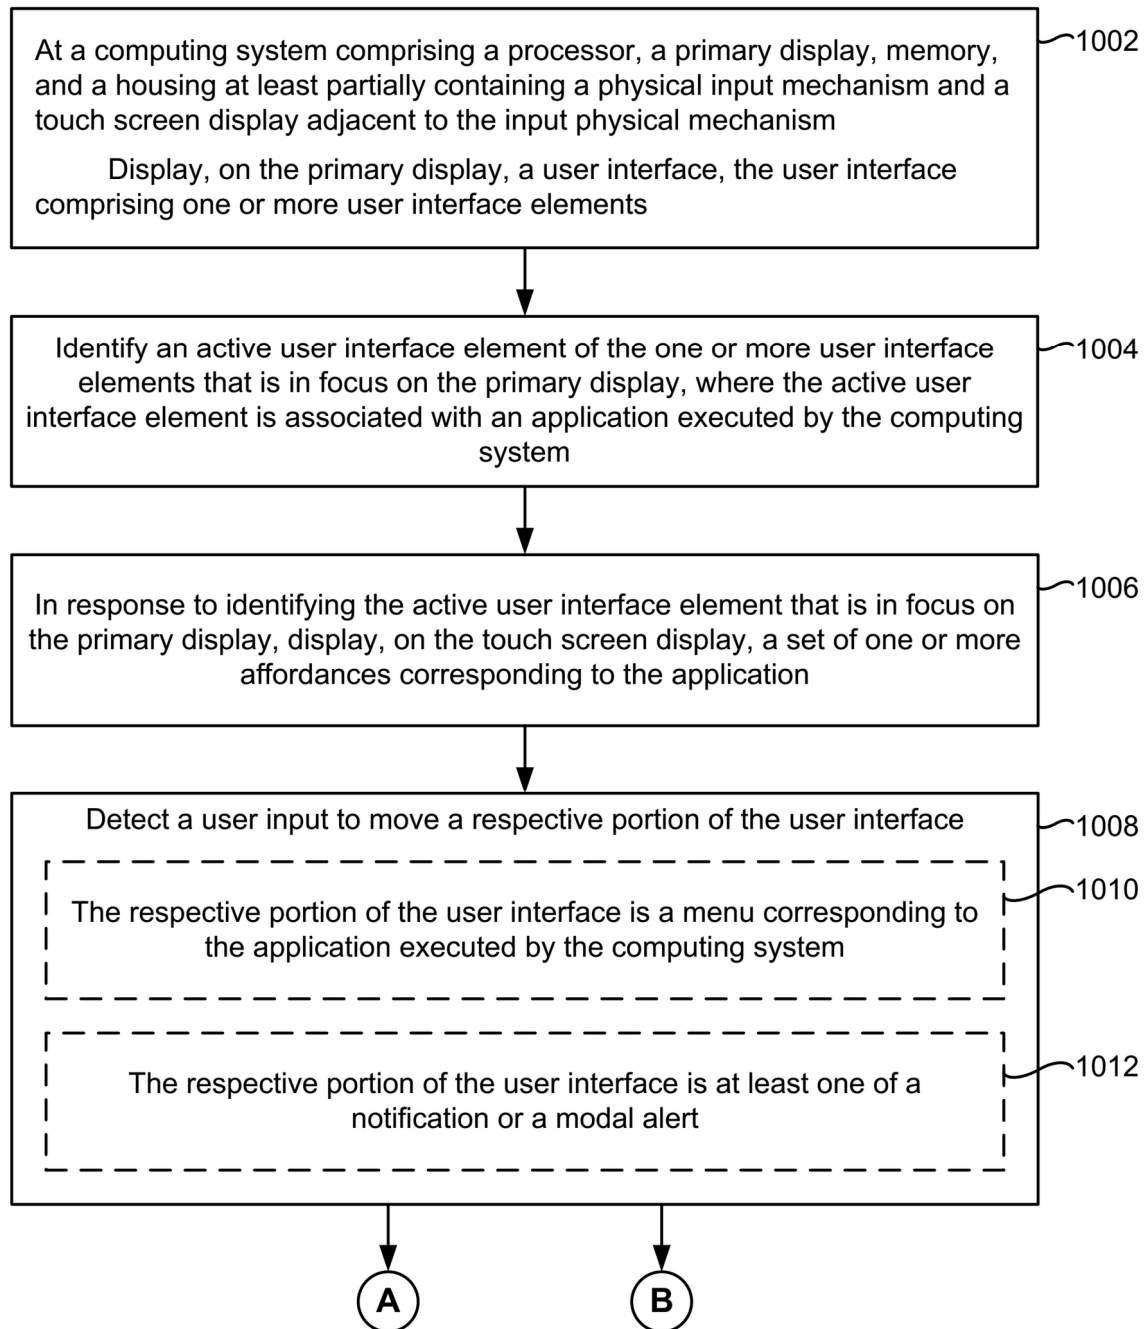 At a computing system comprising a processor, a primary display, memory,
and a housing at least partially containing a physical input mechanism and a
touch screen display adjacent to the input physical mechanism
Display, on the primary display, a user interface, the user interface
comprising one or more user interface elements
1002
Identify an active user interface element of the one or more user interface
elements that is in focus on the primary display, where the active user
interface element is associated with an application executed by the computing
system
1004
In response to identifying the active user interface element that is in focus on
the primary display, display, on the touch screen display, a set of one or more
affordances corresponding to the application
1006
Detect a user input to move a respective portion of the user interface
1008
The respective portion of the user interface is a menu corresponding to
the application executed by the computing system
1010
The respective portion of the user interface is at least one of a
notification or a modal alert
1012
A
B